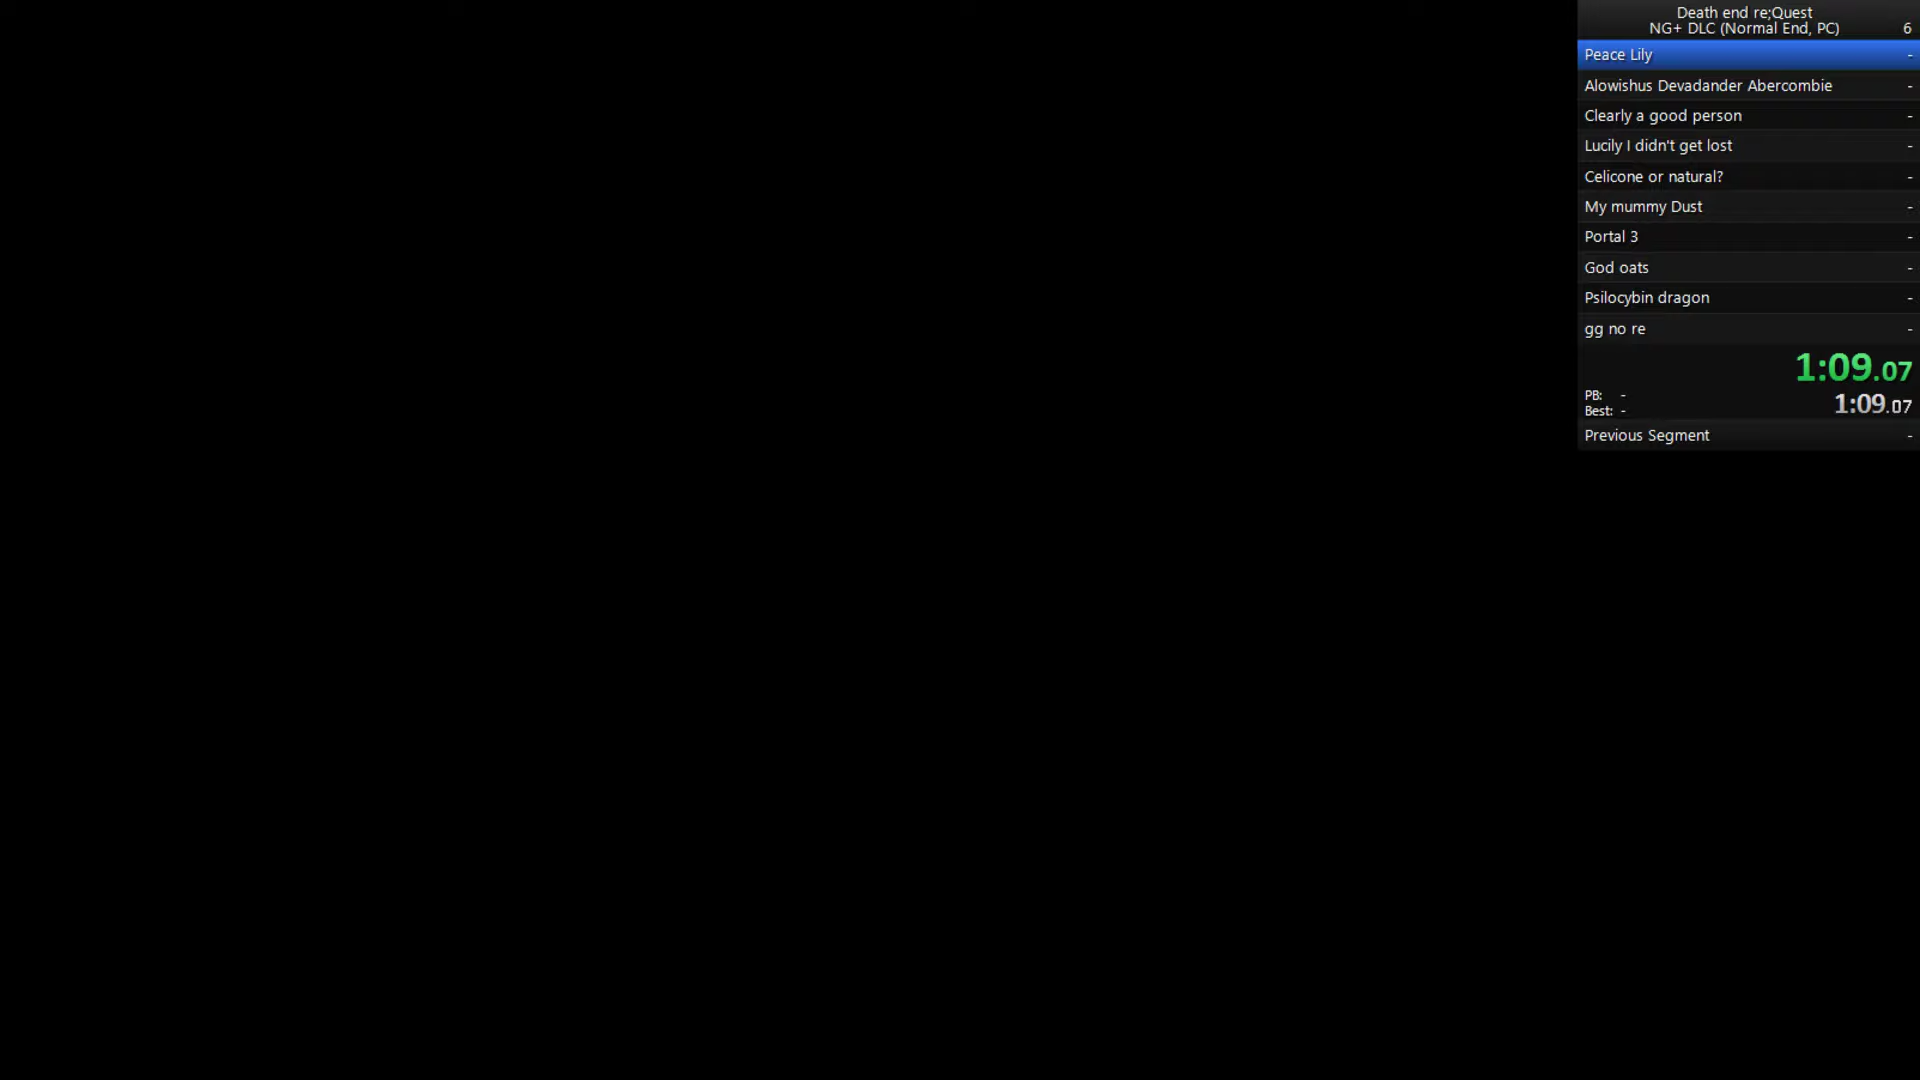 Death end re;Quest
NG+ DLC (Normal End, PC) 6
Peace Lily -
Alowishus Devadander Abercombie -
Clearly a good person -
Lucily I didn't get lost -
Celicone or natural? -
My mummy Dust -
Portal 3 -
God oats -
Psilocybin dragon -
gg no re -
1:09.07
PB: -
Best: - 1:09.07
Previous Segment -